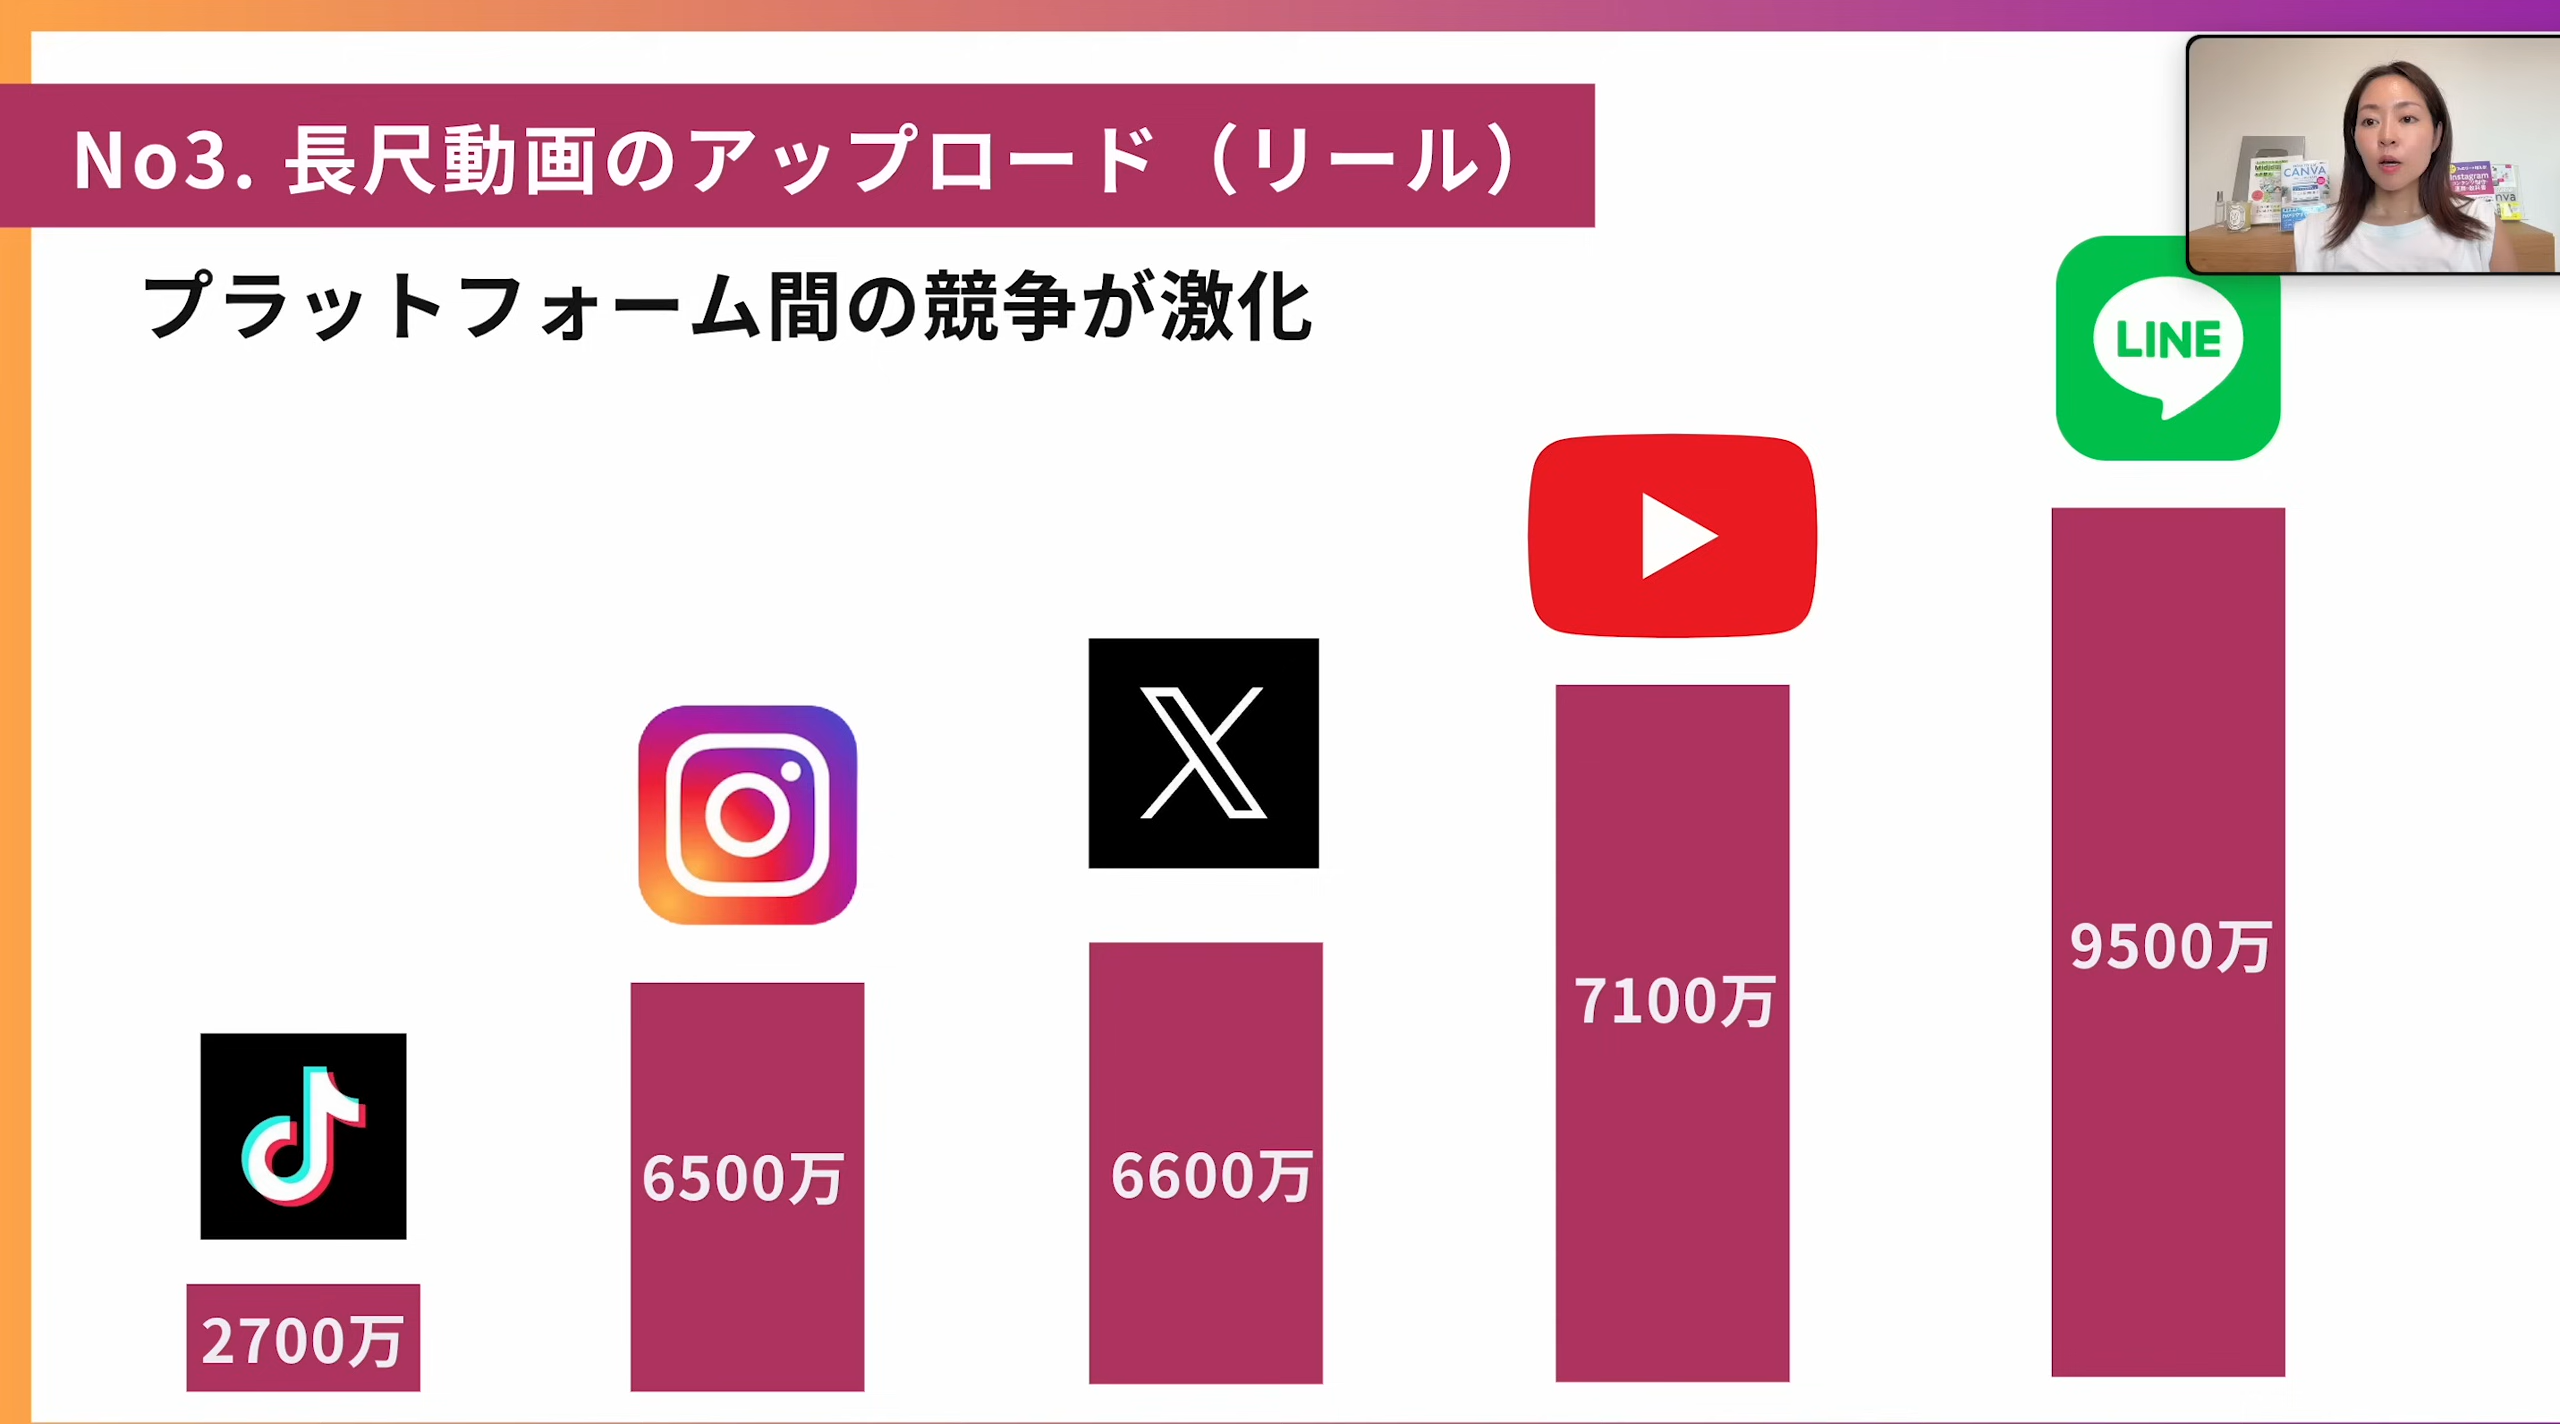 No3. 長尺動画のアップロード（リール）
プラットフォーム間の競争が激化
CANVA
Instagram
LINE
2700万
6500万
6600万
7100万
9500万